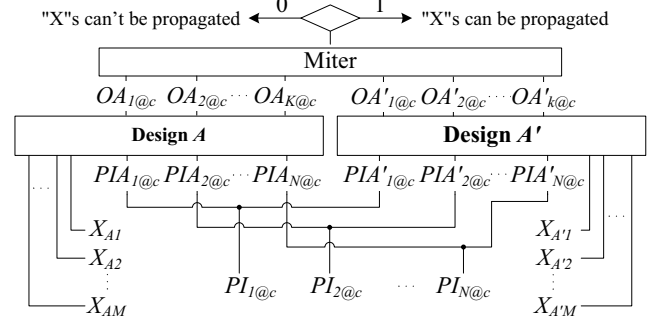 0 1
"X"s can't be propagated "X"s can be propagated
Miter
OA1@c OA2@c ··· OAK@c OA'1@c OA'2@c ··· OA'k@c
Design A Design A'
··· PIA1@c PIA2@c ··· PIAN@c PIA'1@c PIA'2@c ··· PIA'N@c ···
XA1 XA'1
XA2 XA'2
PI1@c PI2@c ··· PIN@c
XAM XA'M